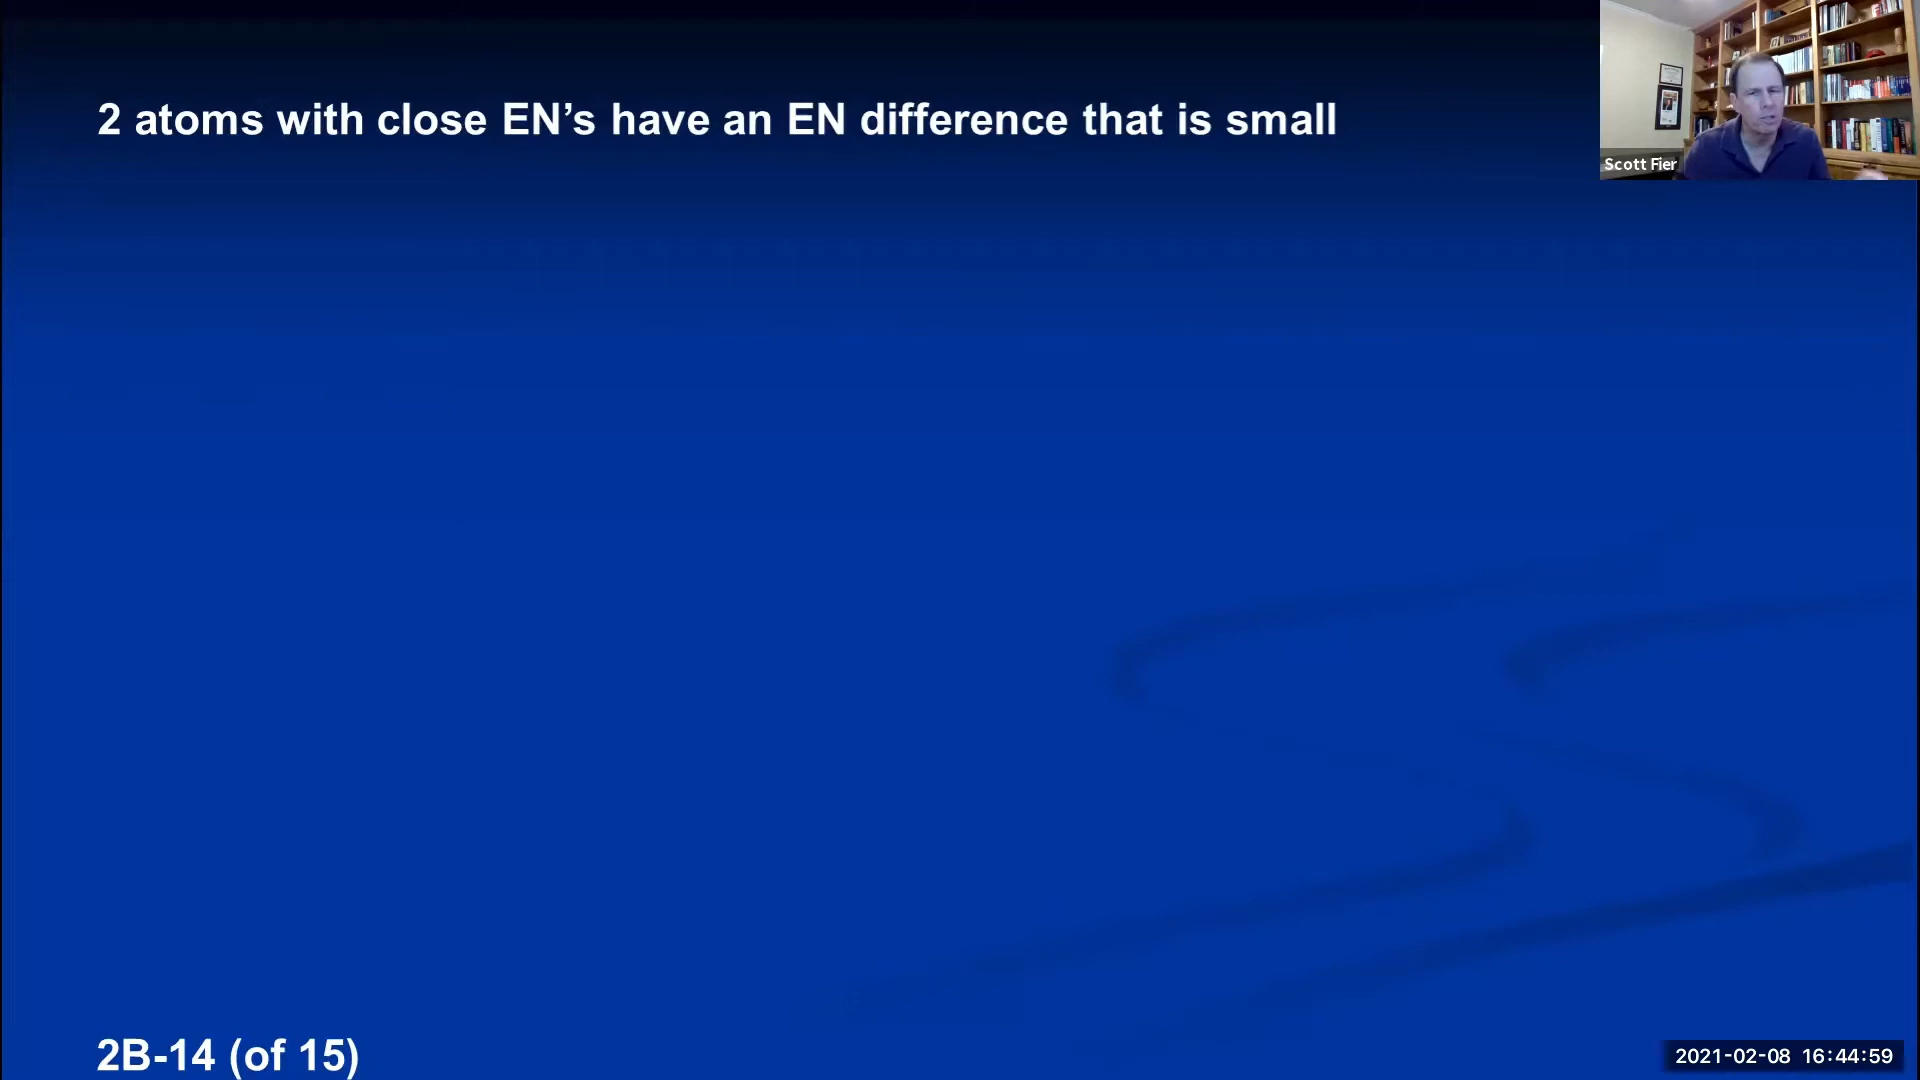 2 atoms with close EN’s have an EN difference that is small
Scott Fier
2B-14 (of 15)
2021-02-08 16:44:59